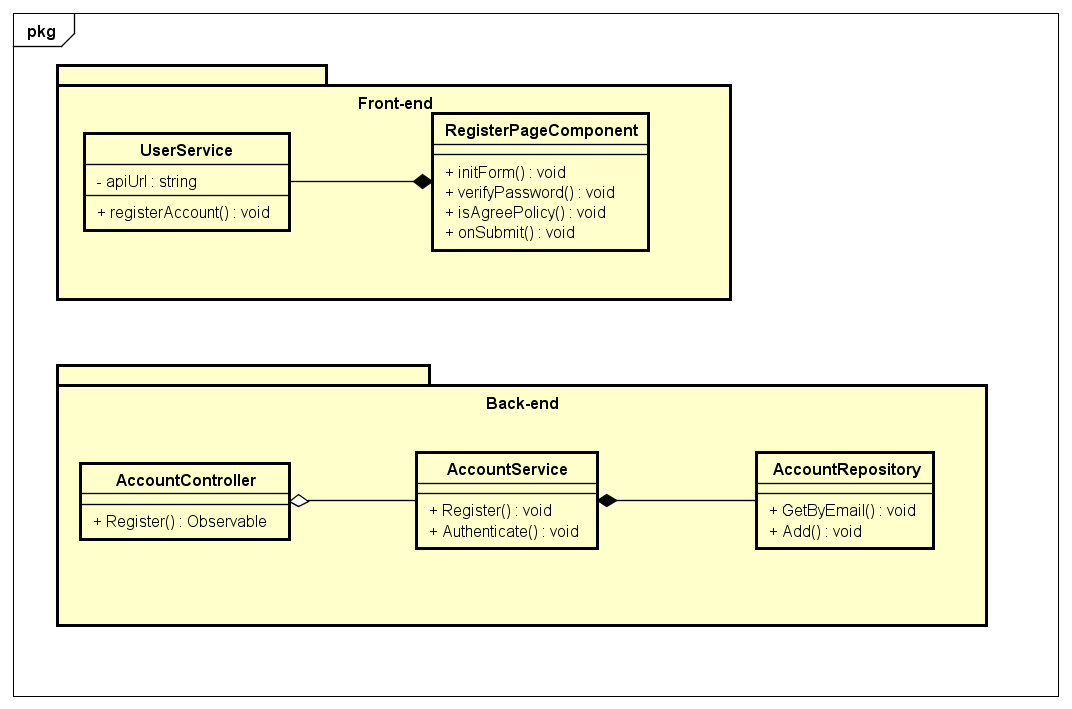 pkg
Front-end
UserService
- apiUrl : string
+ registerAccount() : void
RegisterPageComponent
+ initForm() : void
+ verifyPassword() : void
+ isAgreePolicy() : void
+ onSubmit() : void
Back-end
AccountController
+ Register() : Observable
AccountService
+ Register() : void
+ Authenticate() : void
AccountRepository
+ GetByEmail() : void
+ Add() : void